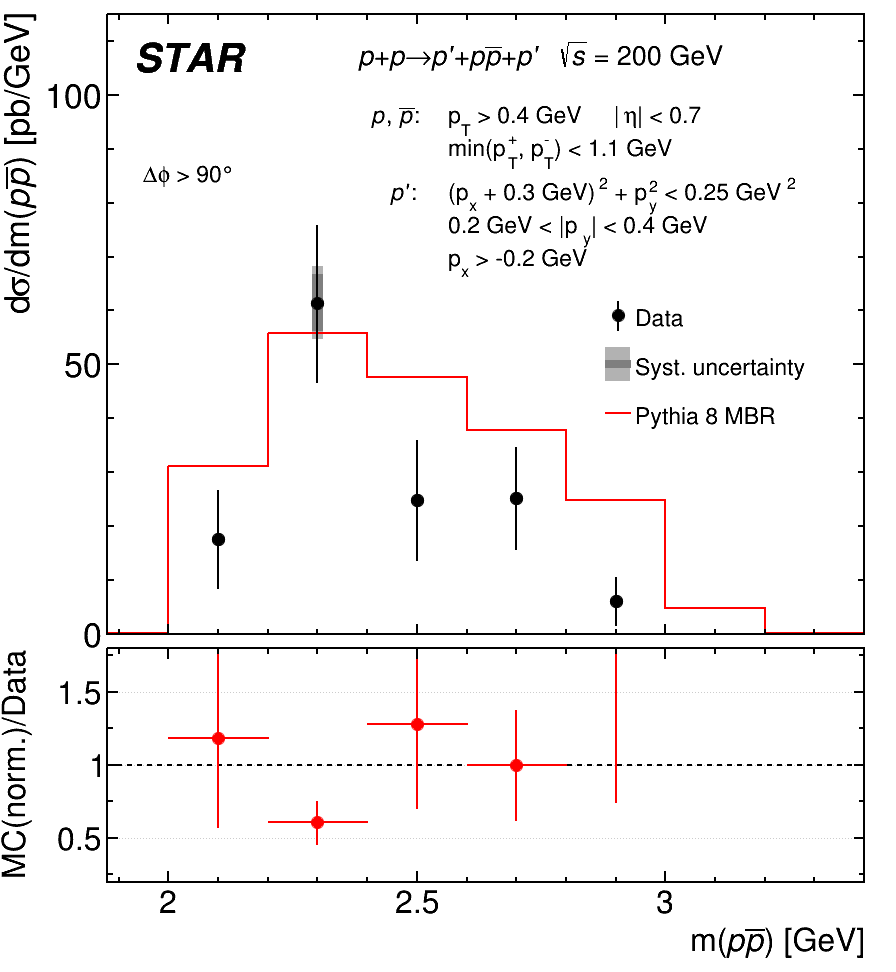 STAR
p+p→p′+pp̅+p′ √s = 200 GeV
p, p̅: p_T > 0.4 GeV |η| < 0.7
min(p_T^+, p_T^-) < 1.1 GeV
Δϕ > 90°
p′: (p_x + 0.3 GeV)^2 + p_y^2 < 0.25 GeV^2
0.2 GeV < |p_y| < 0.4 GeV
p_x > -0.2 GeV
Data
Syst. uncertainty
Pythia 8 MBR
dσ/dm(pp̅) [pb/GeV]
100
50
0
MC(norm.)/Data
1.5
1
0.5
2 2.5 3
m(pp̅) [GeV]